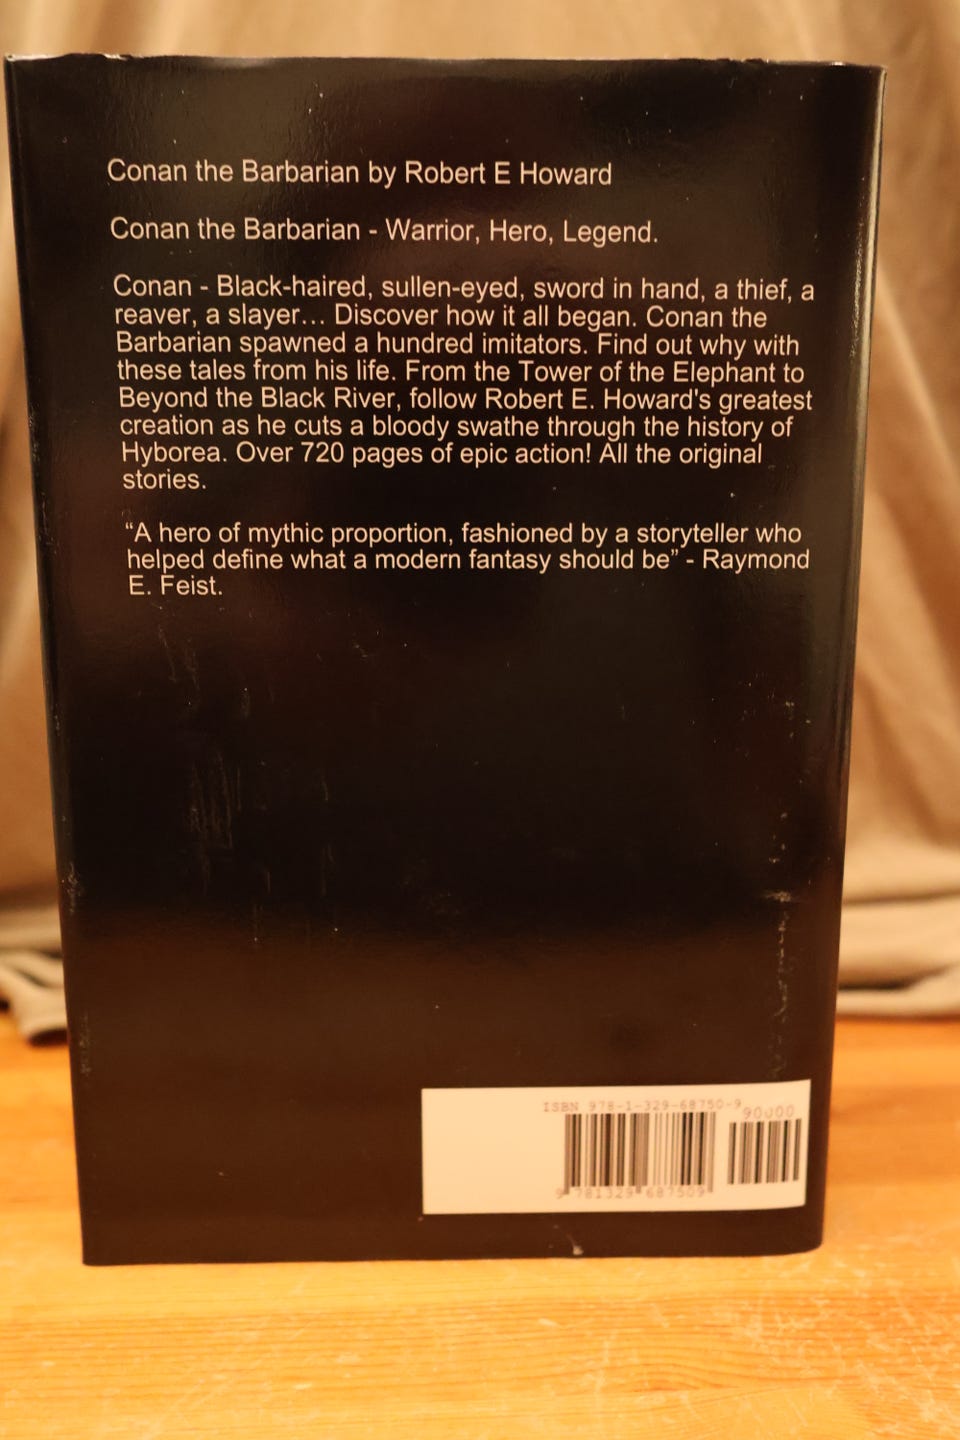 Conan the Barbarian by Robert E Howard
Conan the Barbarian - Warrior, Hero, Legend.
Conan - Black-haired, sullen-eyed, sword in hand, a thief, a
reaver, a slayer... Discover how it all began. Conan the
Barbarian spawned a hundred imitators. Find out why with
these tales from his life. From the Tower of the Elephant to
Beyond the Black River, follow Robert E. Howard's greatest
creation as he cuts a bloody swathe through the history of
Hyborea. Over 720 pages of epic action! All the original
stories.
“A hero of mythic proportion, fashioned by a storyteller who
helped define what a modern fantasy should be” - Raymond
E. Feist.
ISBN 978-1-329-68750-9
90000
9 781329 687509